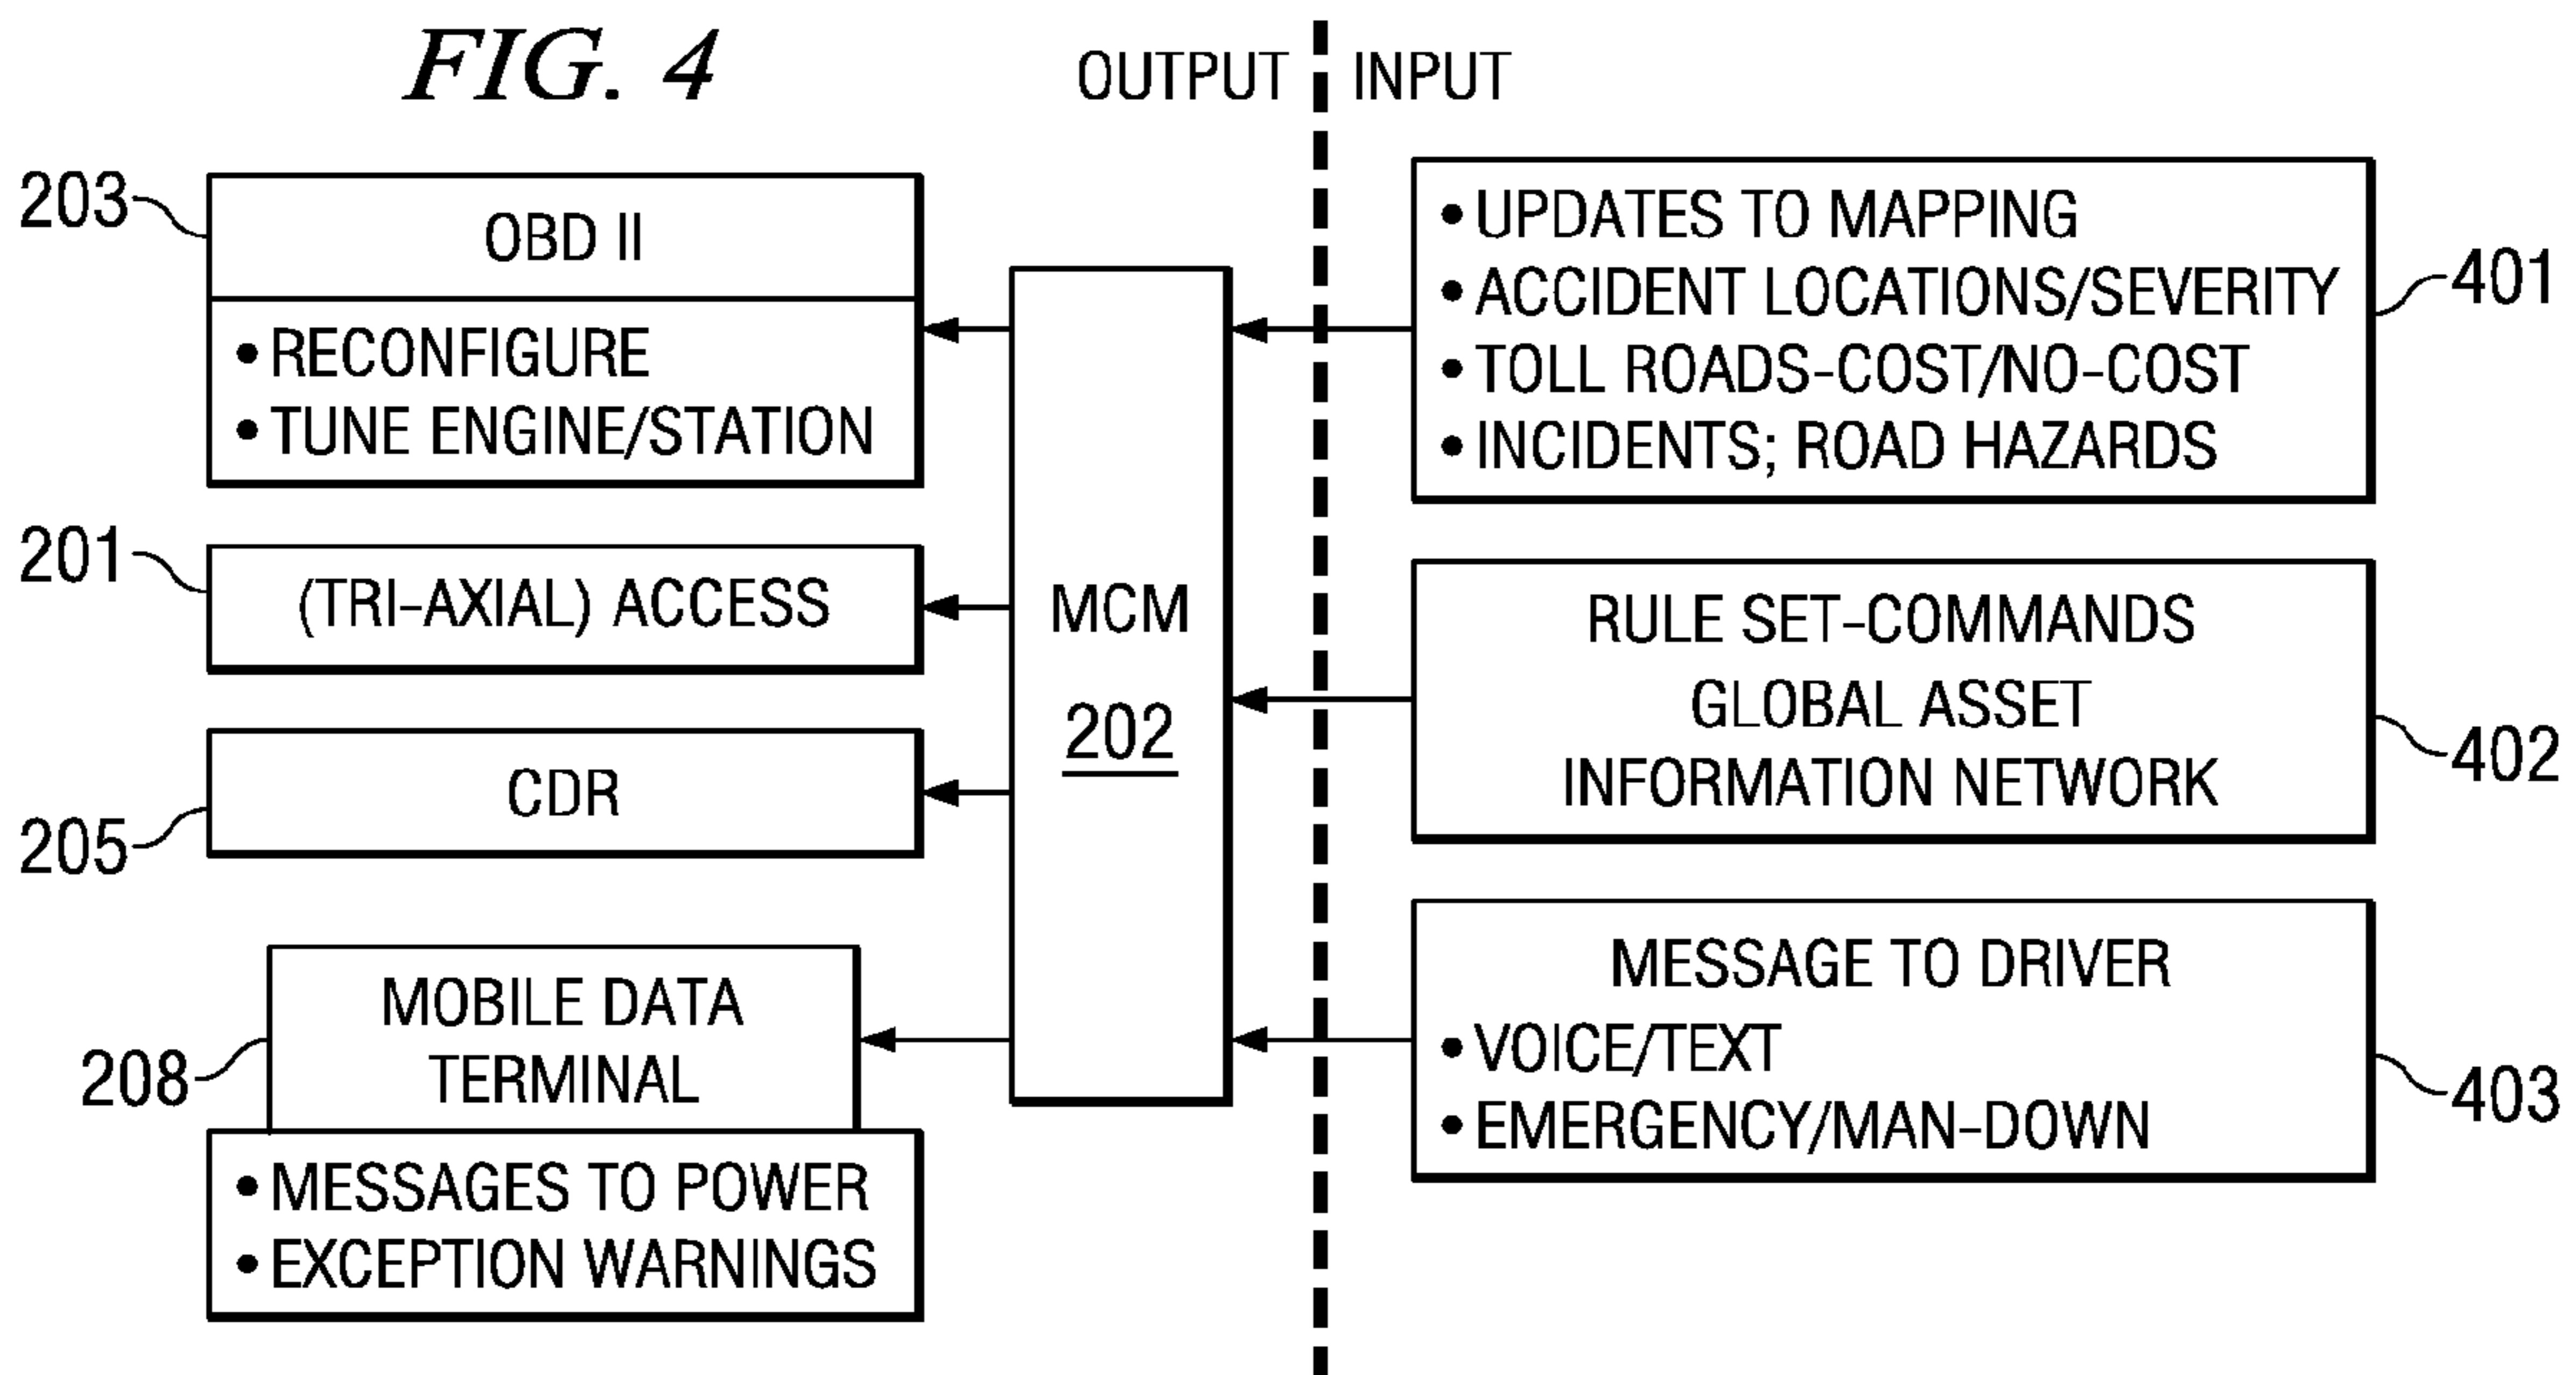 FIG. 4
OUTPUT
INPUT
203
OBD II
• RECONFIGURE
• TUNE ENGINE/STATION
201
(TRI-AXIAL) ACCESS
205
CDR
208
MOBILE DATA
TERMINAL
• MESSAGES TO POWER
• EXCEPTION WARNINGS
MCM
202
• UPDATES TO MAPPING
• ACCIDENT LOCATIONS/SEVERITY
• TOLL ROADS-COST/NO-COST
• INCIDENTS; ROAD HAZARDS
401
RULE SET-COMMANDS
GLOBAL ASSET
INFORMATION NETWORK
402
MESSAGE TO DRIVER
• VOICE/TEXT
• EMERGENCY/MAN-DOWN
403